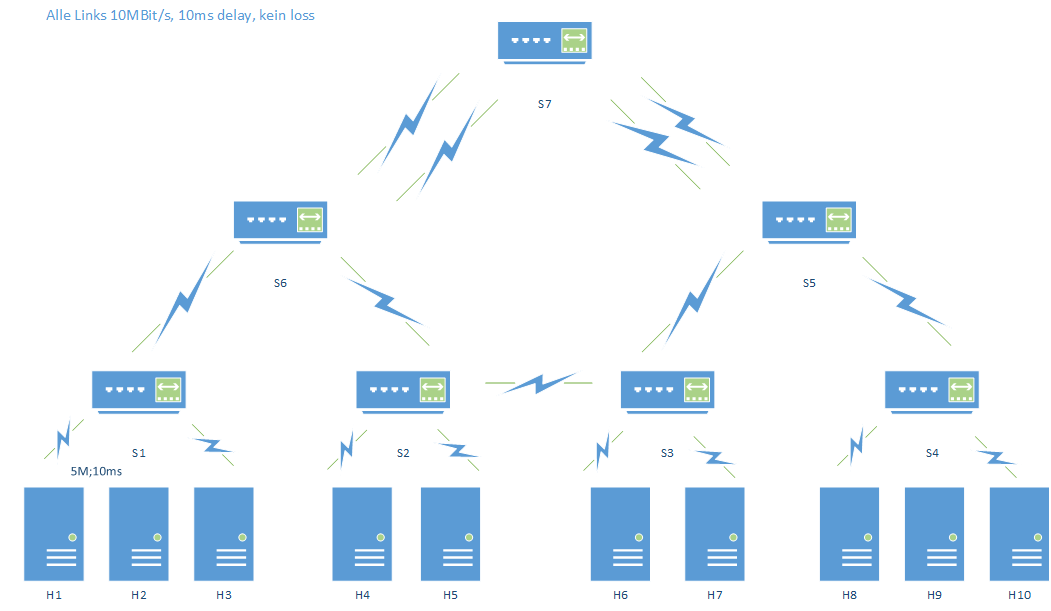 Alle Links 10MBit/s, 10ms delay, kein loss
S7
S6
S5
S1
S2
S3
S4
5M;10ms
H1
H2
H3
H4
H5
H6
H7
H8
H9
H10